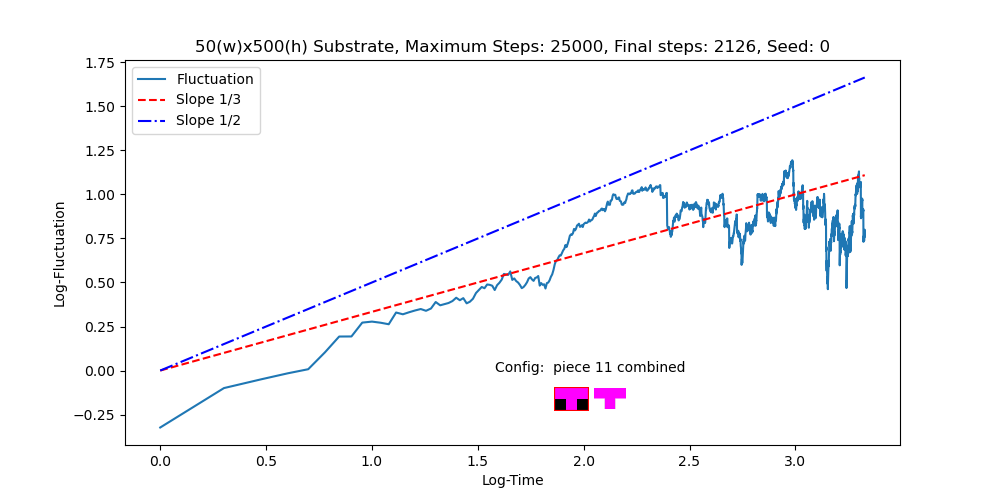 50(w)x500(h) Substrate, Maximum Steps: 25000, Final steps: 2126, Seed: 0
1.75
1.50
1.25
1.00
0.75
0.50
0.25
0.00
−0.25
Log-Fluctuation
Fluctuation
Slope 1/3
Slope 1/2
Config:  piece 11 combined
0.0 0.5 1.0 1.5 2.0 2.5 3.0
Log-Time